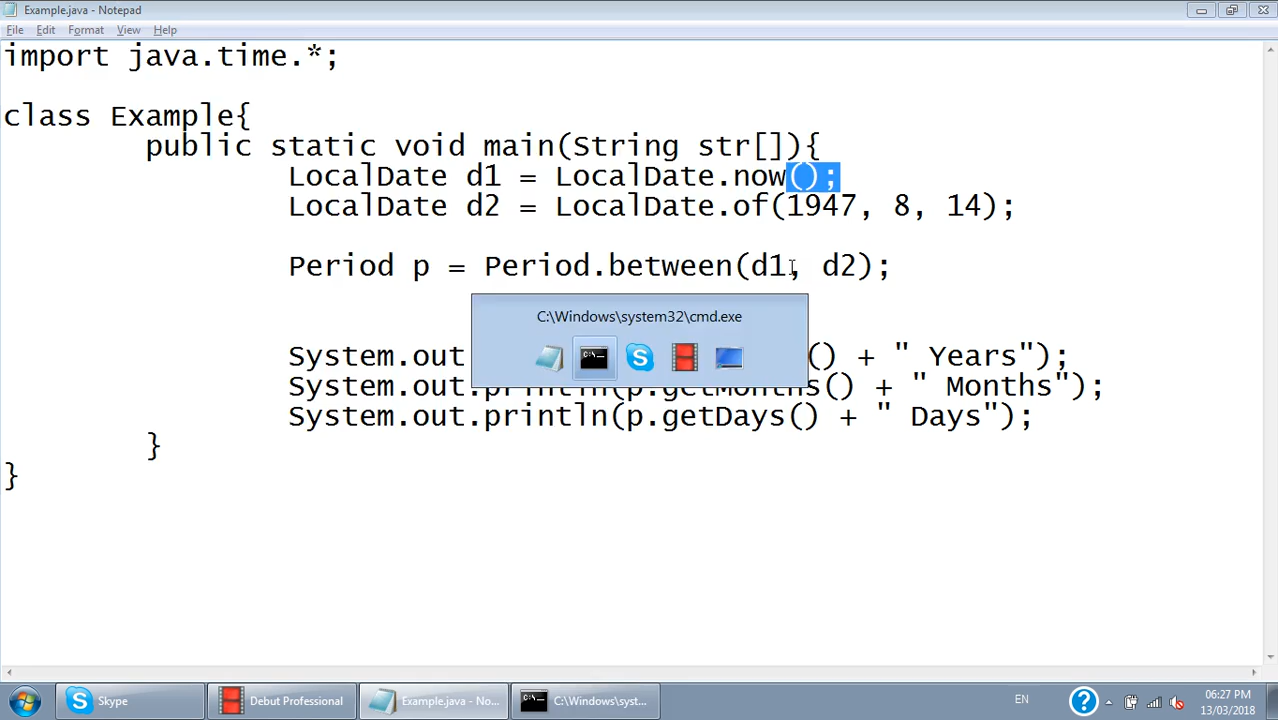 Example.java - Notepad
File Edit Format View Help
import java.time.*;
class Example{
public static void main(String str[]){
LocalDate d1 = LocalDate.now();
LocalDate d2 = LocalDate.of(1947, 8, 14);
Period p = Period.between(d1, d2);
C:\Windows\system32\cmd.exe
C:\_
System.out () + " Years");
System.out.println(p.getMonths() + " Months");
System.out.println(p.getDays() + " Days");
}
}
Skype
Debut Professional
Example.java - No...
C:\Windows\syst...
EN
06:27 PM
13/03/2018